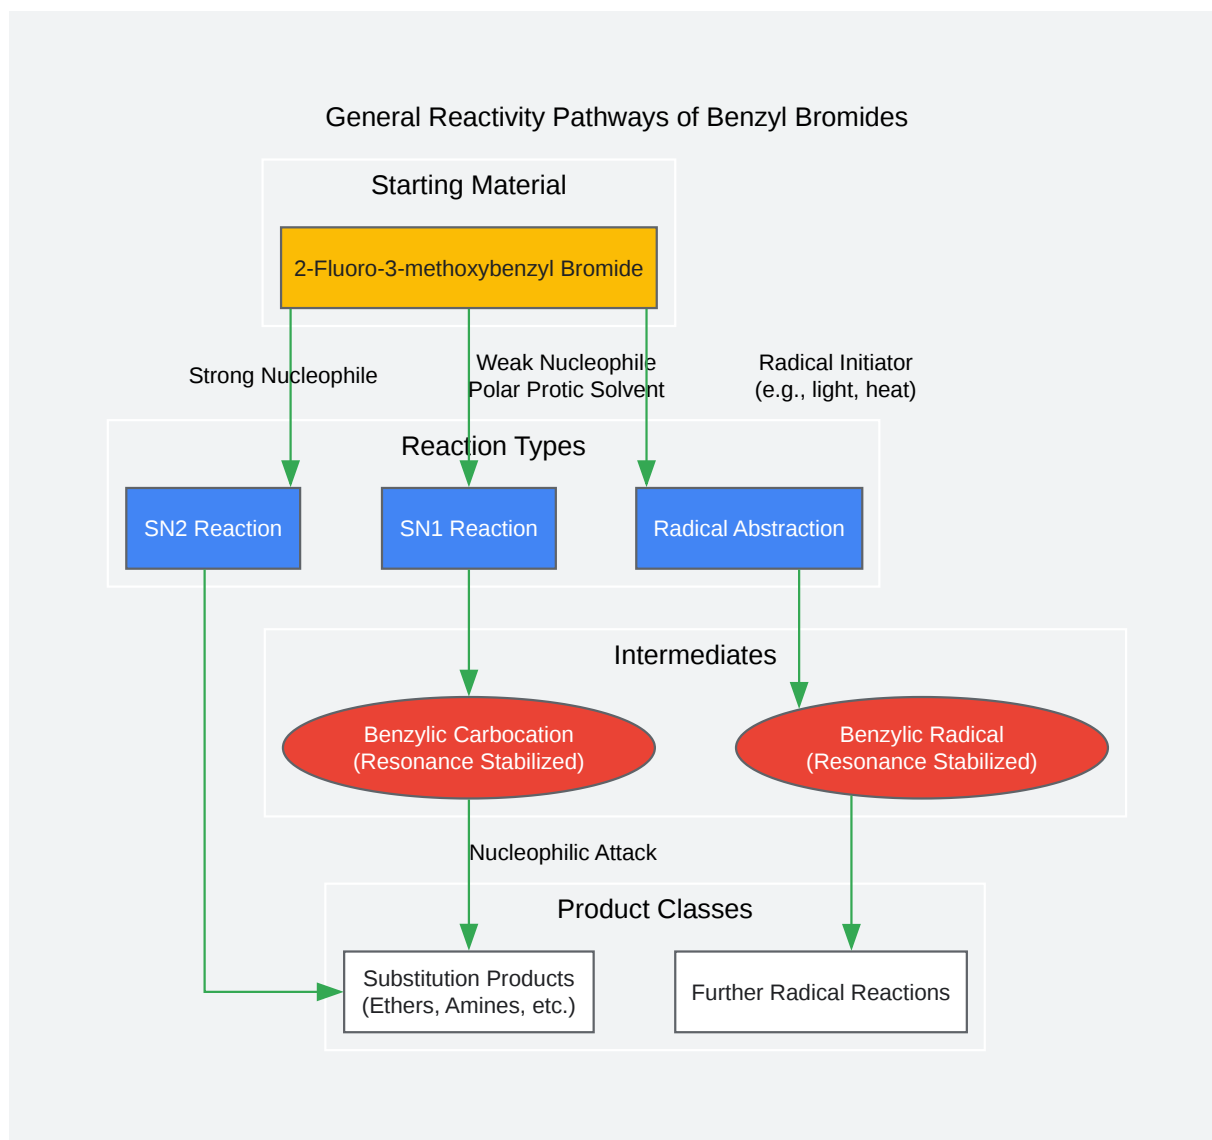 General Reactivity Pathways of Benzyl Bromides
Starting Material
2-Fluoro-3-methoxybenzyl Bromide
Strong Nucleophile
Weak Nucleophile
Polar Protic Solvent
Radical Initiator
(e.g., light, heat)
Reaction Types
SN2 Reaction
SN1 Reaction
Radical Abstraction
Intermediates
Benzylic Carbocation
(Resonance Stabilized)
Benzylic Radical
(Resonance Stabilized)
Nucleophilic Attack
Product Classes
Substitution Products
(Ethers, Amines, etc.)
Further Radical Reactions